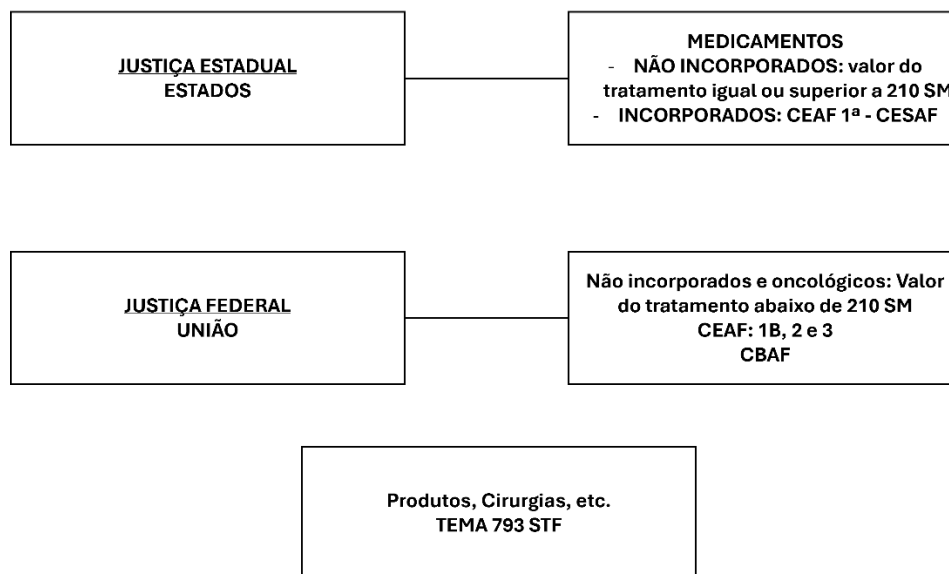 JUSTIÇA ESTADUAL
ESTADOS
MEDICAMENTOS
- NÃO INCORPORADOS: valor do
tratamento igual ou superior a 210 SM
- INCORPORADOS: CEAF 1ª - CESAF
JUSTIÇA FEDERAL
UNIÃO
Não incorporados e oncológicos: Valor
do tratamento abaixo de 210 SM
CEAF: 1B, 2 e 3
CBAF
Produtos, Cirurgias, etc.
TEMA 793 STF